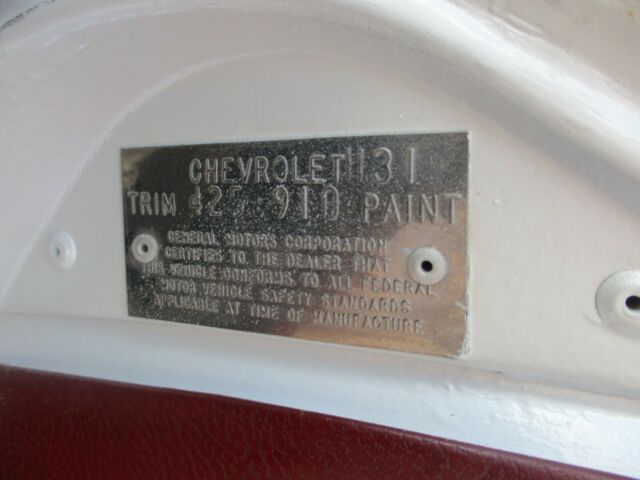 CHEVROLET I31
TRIM 425 910 PAINT
GENERAL MOTORS CORPORATION
CERTIFIES TO THE DEALER THAT
THIS VEHICLE CONFORMS TO ALL FEDERAL
MOTOR VEHICLE SAFETY STANDARDS
APPLICABLE AT TIME OF MANUFACTURE